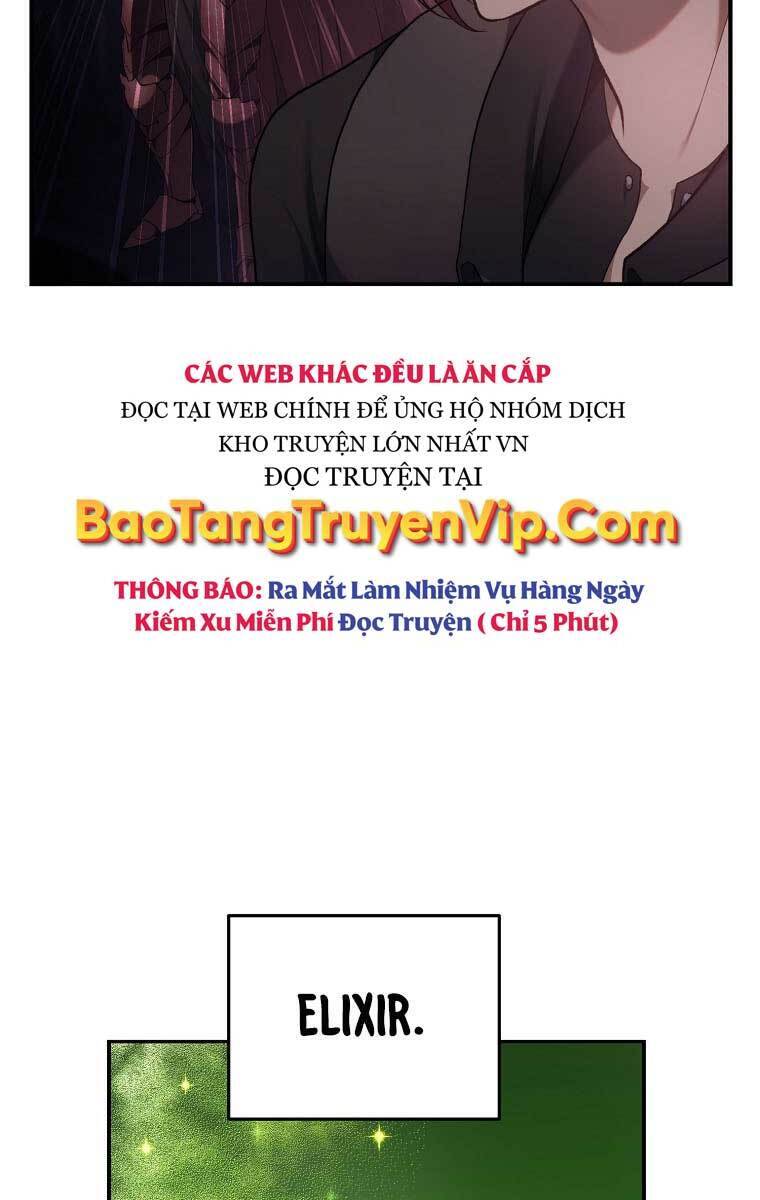 CÁC WEB KHÁC ĐỀU LÀ ĂN CẮP
ĐỌC TẠI WEB CHÍNH ĐỂ ỦNG HỘ NHÓM DỊCH
KHO TRUYỆN LỚN NHẤT VN
ĐỌC TRUYỆN TẠI
BaoTangTruyenVip.Com
THÔNG BÁO: Ra Mắt Làm Nhiệm Vụ Hàng Ngày
Kiếm Xu Miễn Phí Đọc Truyện ( Chỉ 5 Phút)
ELIXIR.